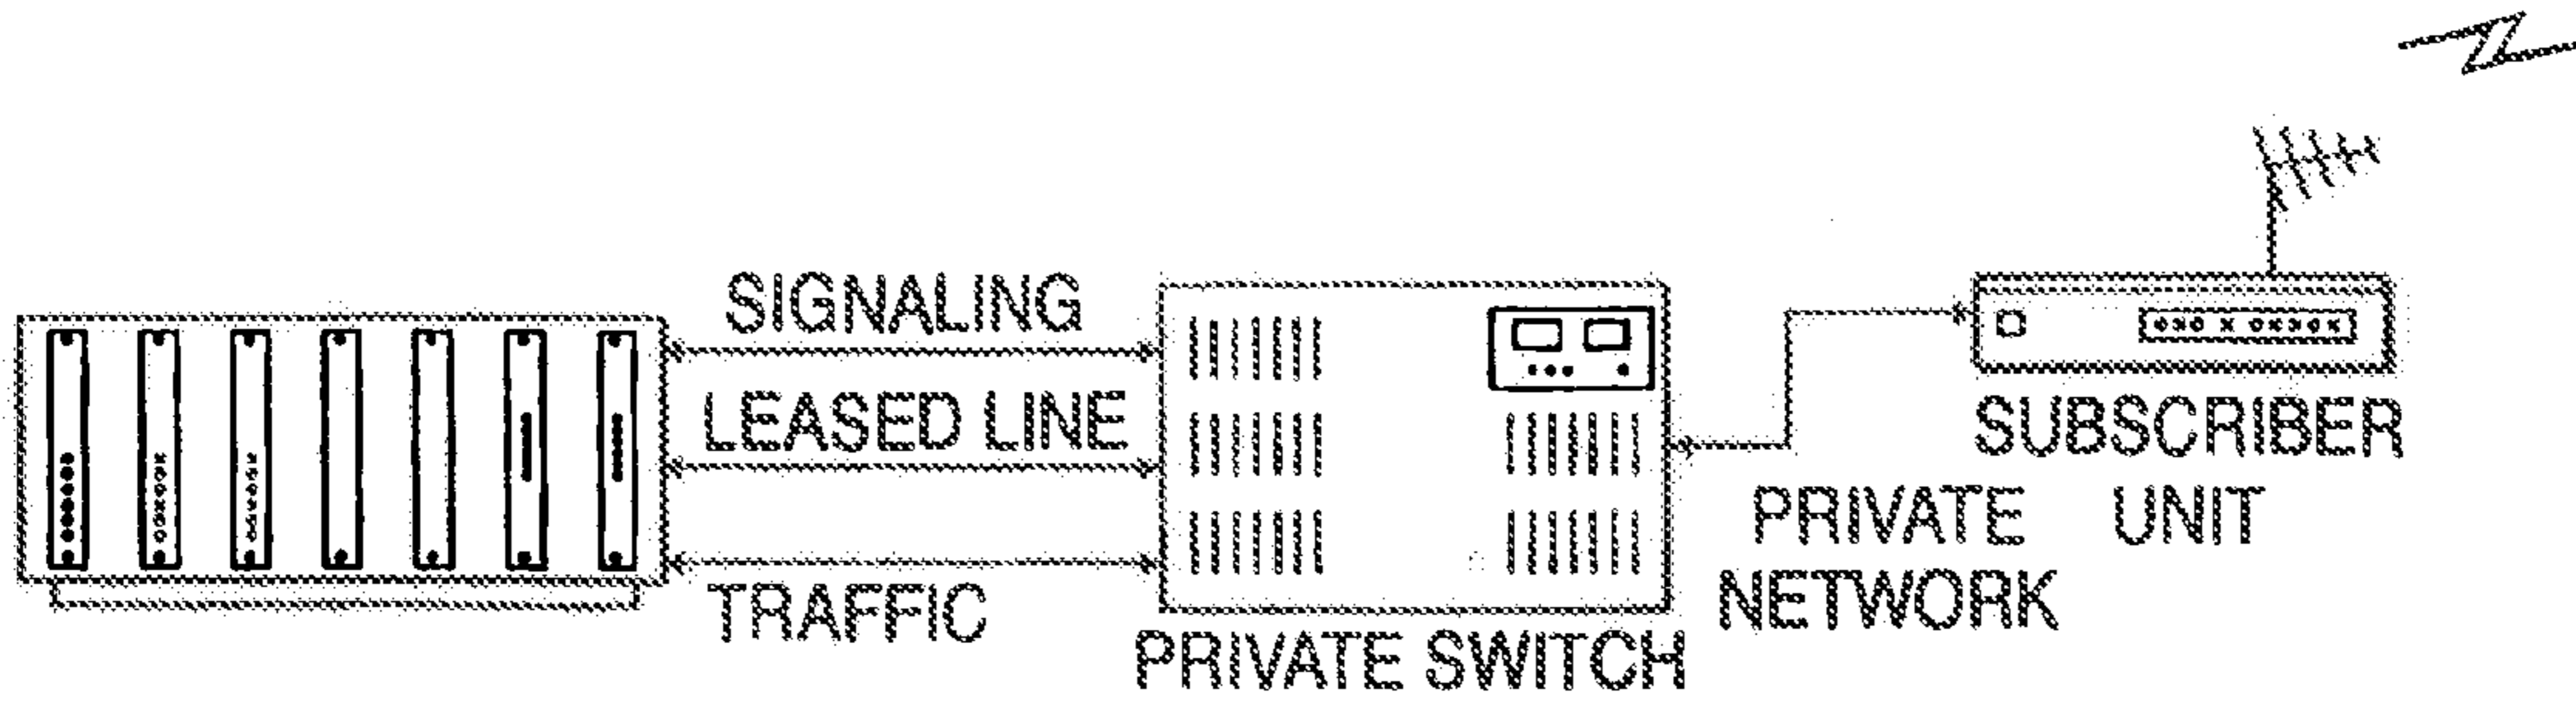 SIGNALING
LEASED LINE
TRAFFIC
PRIVATE SWITCH
PRIVATE
NETWORK
SUBSCRIBER
UNIT